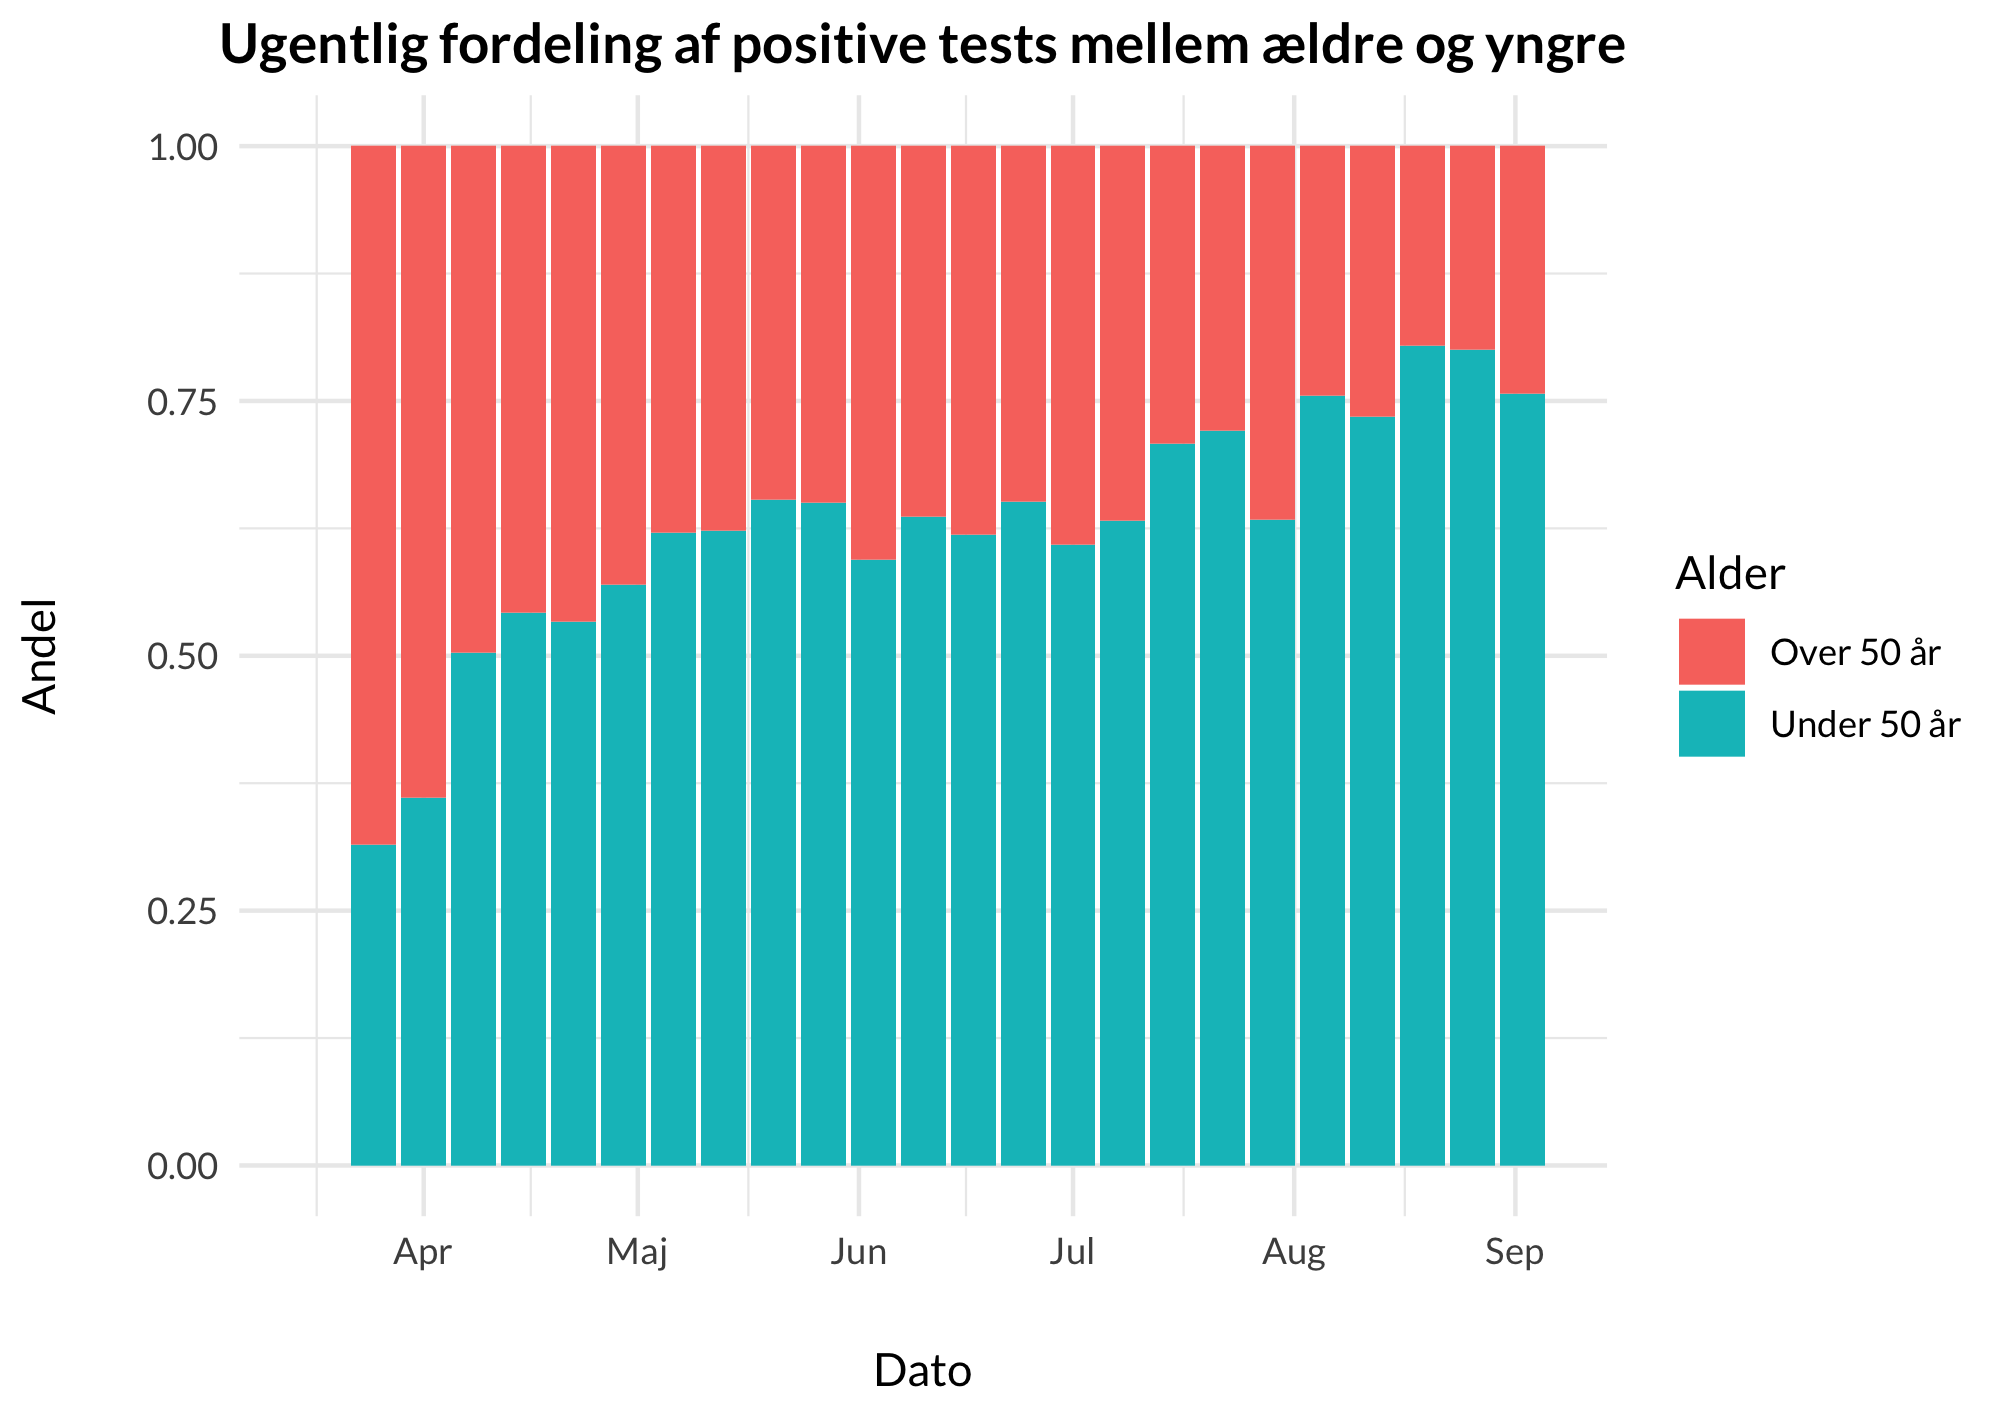 Ugentlig fordeling af positive tests mellem ældre og yngre
1.00
0.75
0.50
0.25
0.00
Andel
Apr Maj Jun Jul Aug Sep
Dato
Alder
Over 50 år
Under 50 år